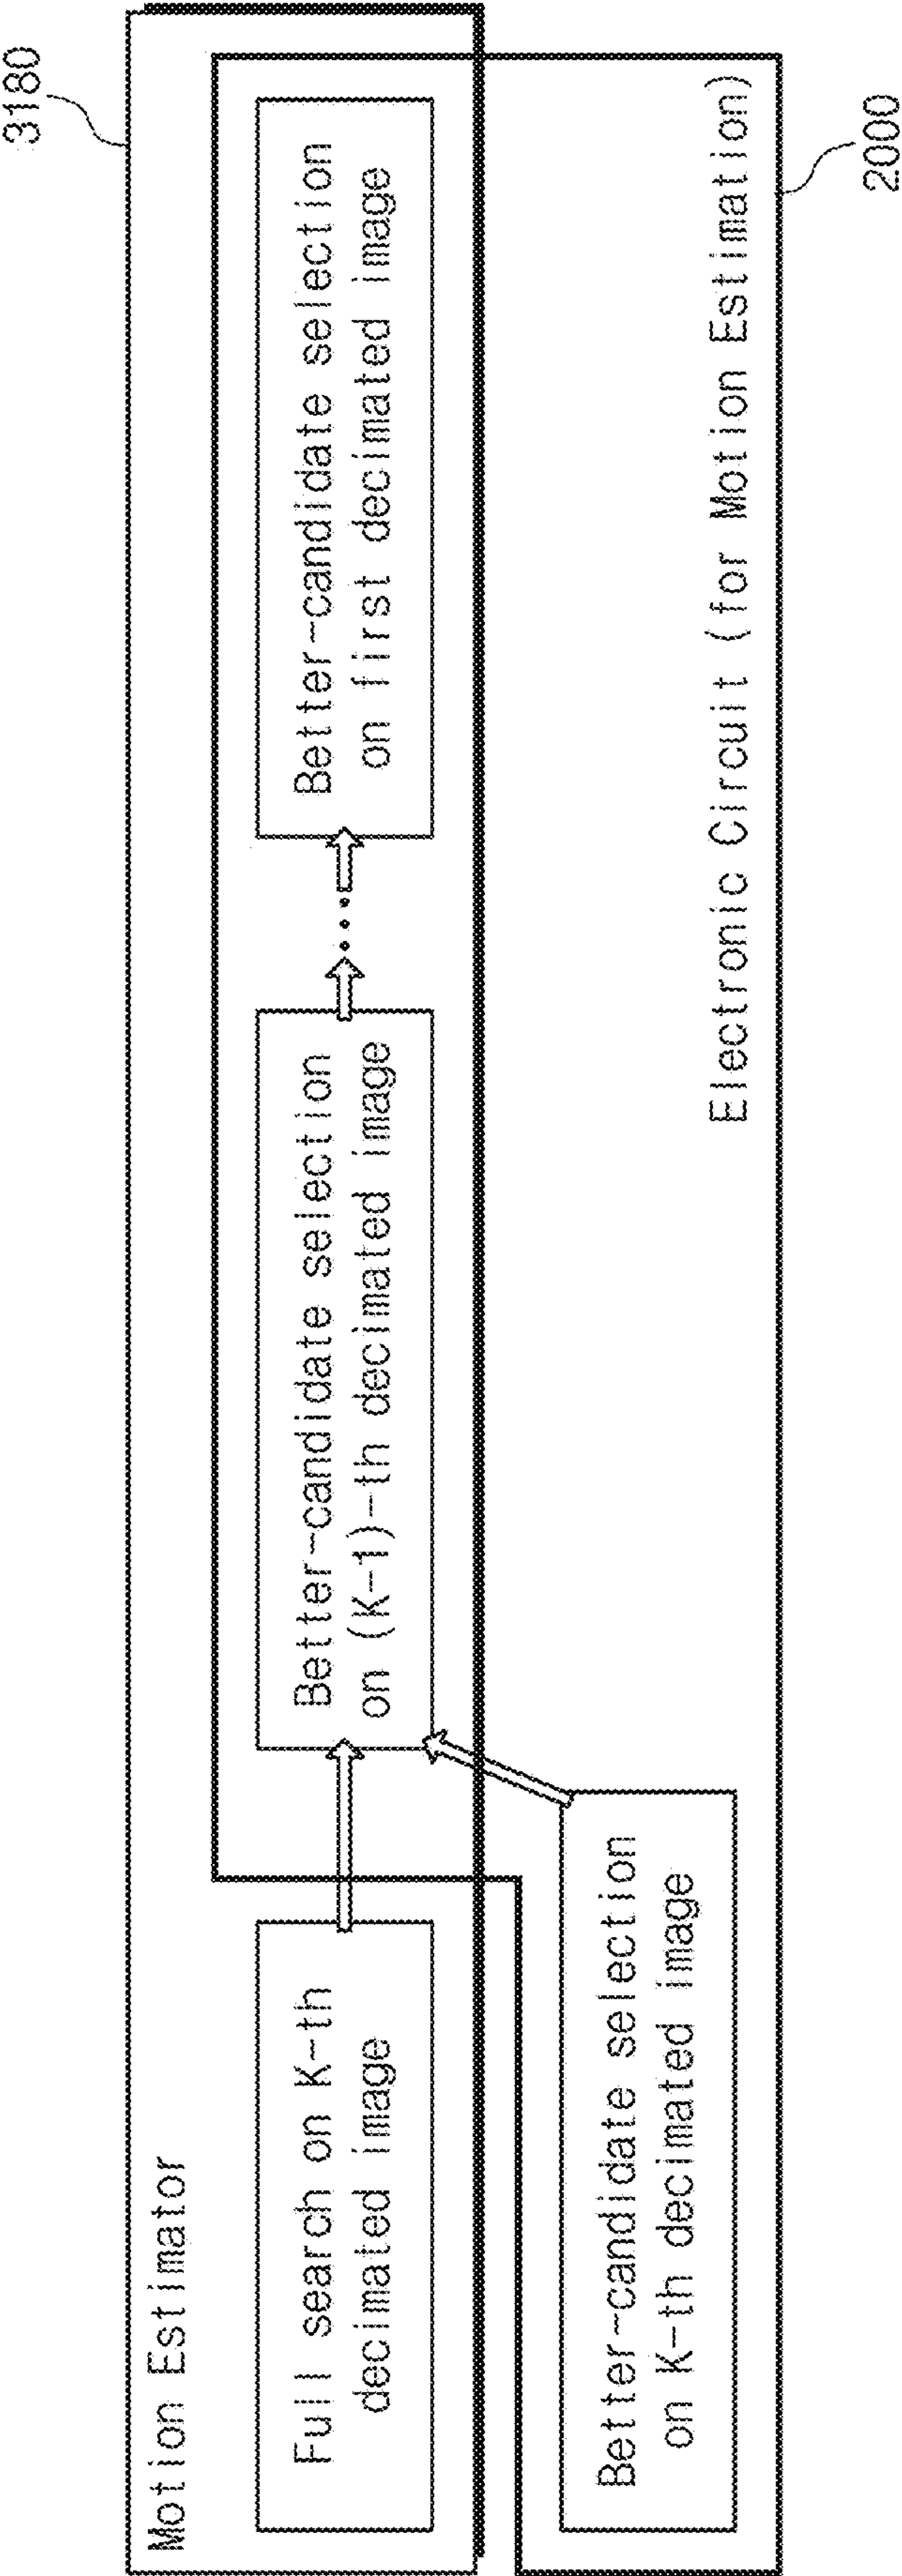 3180
Motion Estimator
Full search on K-th
decimated image
Better-candidate selection
on (K-1)-th decimated image
...
Better-candidate selection
on first decimated image
Better-candidate selection
on K-th decimated image
Electronic Circuit (for Motion Estimation)
2000